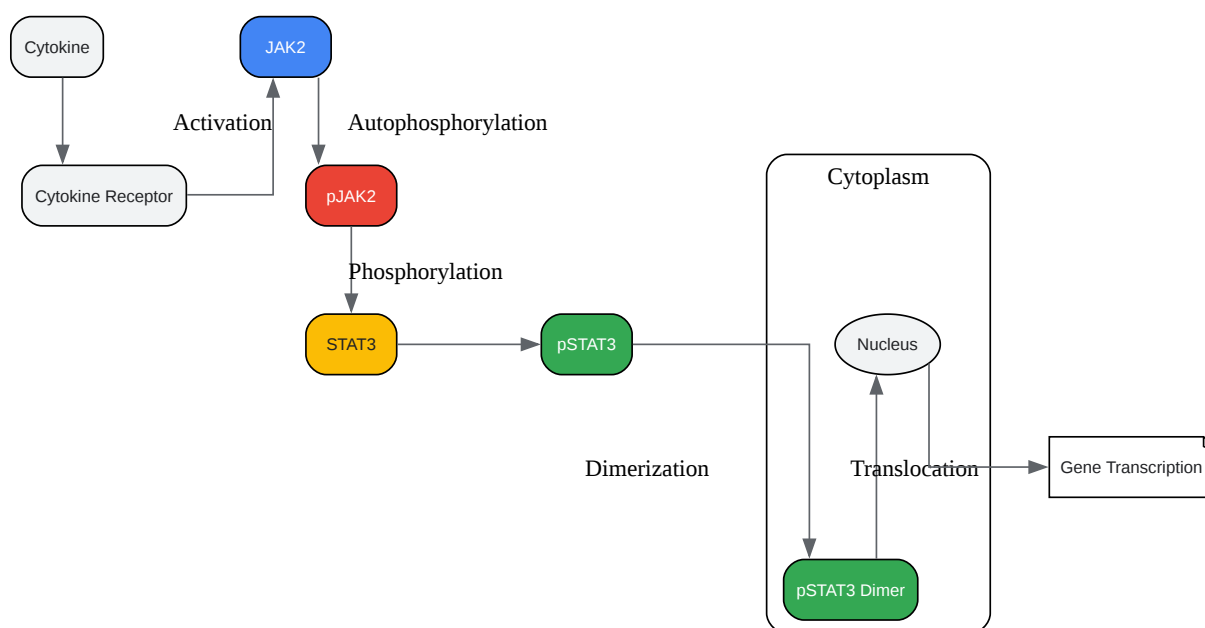 Cytokine
JAK2
Activation
Autophosphorylation
Cytoplasm
Cytokine Receptor
pJAK2
Phosphorylation
STAT3
pSTAT3
Nucleus
Dimerization
Translocation
Gene Transcription
pSTAT3 Dimer